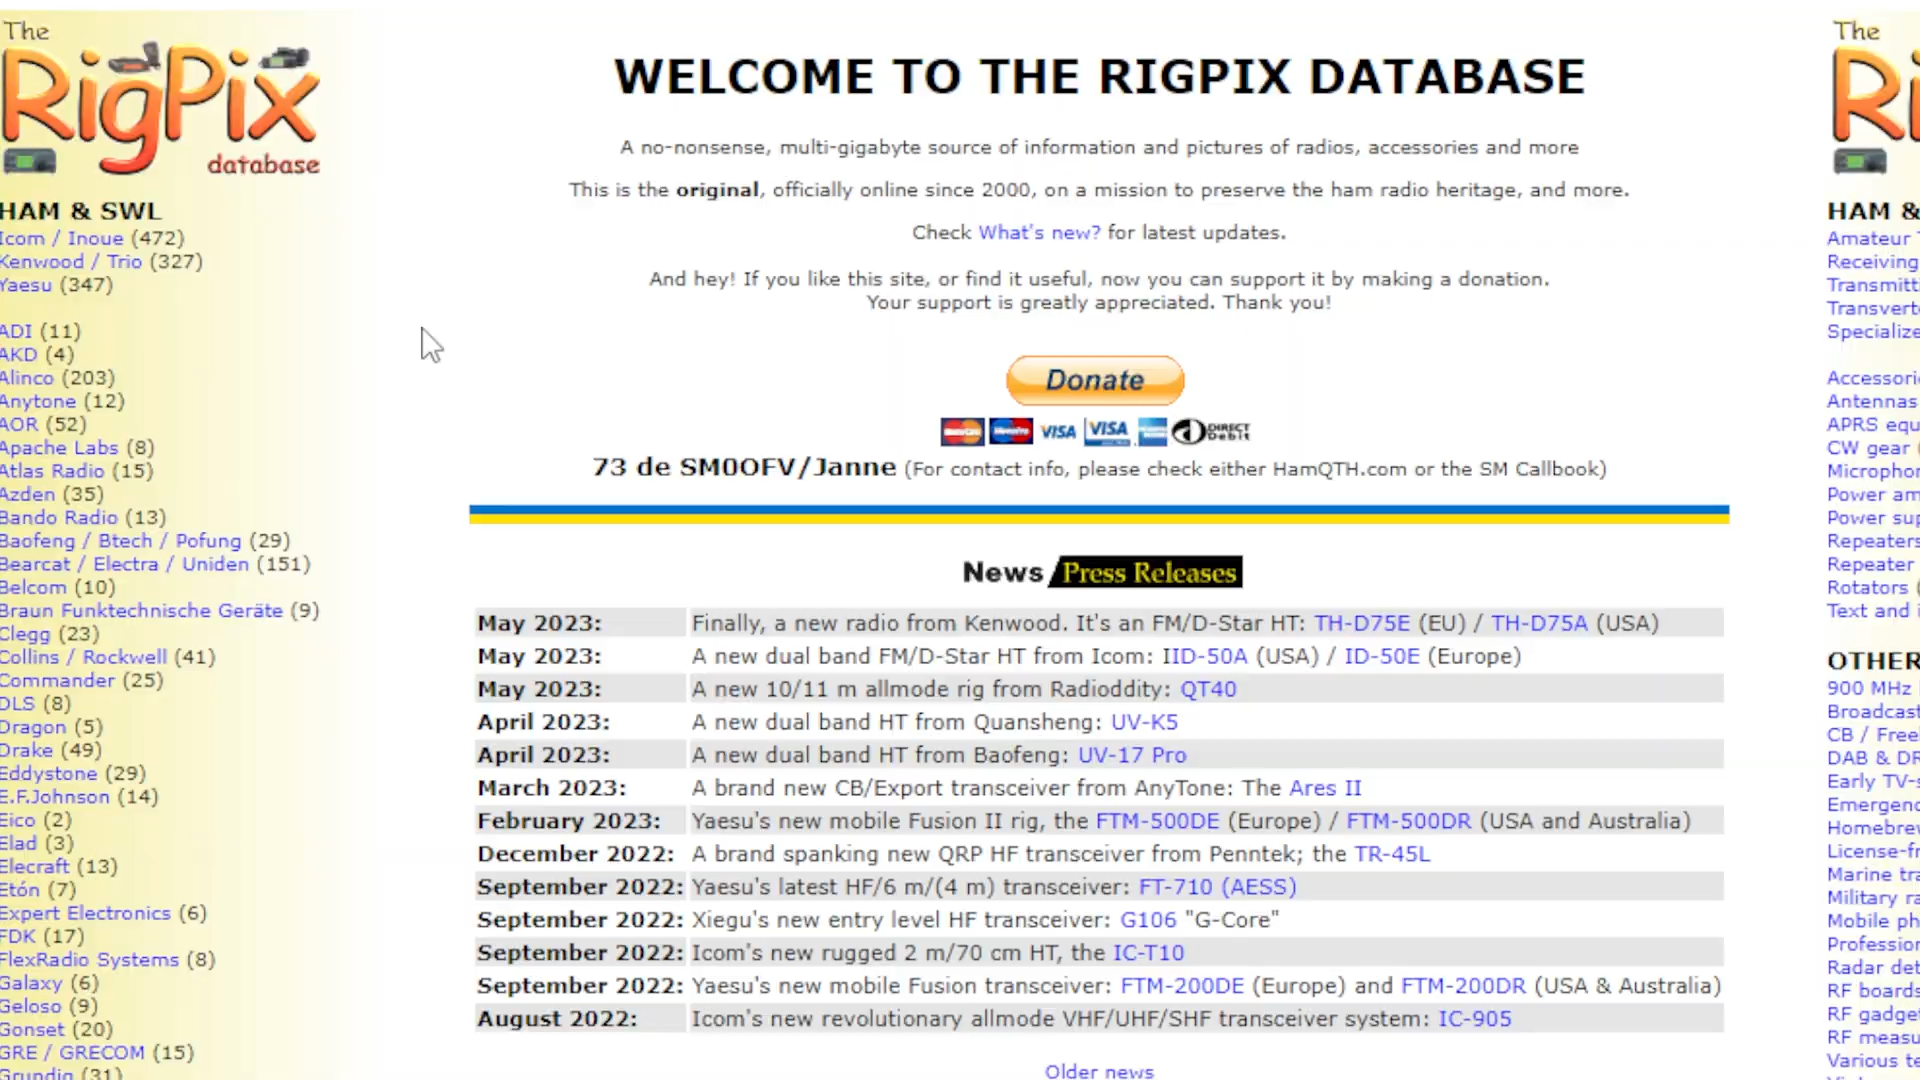 The
RigPix
database
HAM & SWL
Icom / Inoue (472)
Kenwood / Trio (327)
Yaesu (347)
ADI (11)
AKD (4)
Alinco (203)
Anytone (12)
AOR (52)
Apache Labs (8)
Atlas Radio (15)
Azden (35)
Bando Radio (13)
Baofeng / Btech / Pofung (29)
Bearcat / Electra / Uniden (151)
Belcom (10)
Braun Funktechnische Geräte (9)
Clegg (23)
Collins / Rockwell (41)
Commander (25)
DLS (8)
Dragon (5)
Drake (49)
Eddystone (29)
E.F.Johnson (14)
Eico (2)
Elad (3)
Elecraft (13)
Etón (7)
Expert Electronics (6)
FDK (17)
FlexRadio Systems (8)
Galaxy (6)
Geloso (9)
Gonset (20)
GRE / GRECOM (15)
Grundig (31)
WELCOME TO THE RIGPIX DATABASE
A no-nonsense, multi-gigabyte source of information and pictures of radios, accessories and more
This is the original, officially online since 2000, on a mission to preserve the ham radio heritage, and more.
Check What's new? for latest updates.
And hey! If you like this site, or find it useful, now you can support it by making a donation.
Your support is greatly appreciated. Thank you!
Donate
MasterCard Maestro VISA VISA DIRECT Debit
73 de SM0OFV/Janne (For contact info, please check either HamQTH.com or the SM Callbook)
News Press Releases
May 2023: Finally, a new radio from Kenwood. It's an FM/D-Star HT: TH-D75E (EU) / TH-D75A (USA)
May 2023: A new dual band FM/D-Star HT from Icom: IID-50A (USA) / ID-50E (Europe)
May 2023: A new 10/11 m allmode rig from Radioddity: QT40
April 2023: A new dual band HT from Quansheng: UV-K5
April 2023: A new dual band HT from Baofeng: UV-17 Pro
March 2023: A brand new CB/Export transceiver from AnyTone: The Ares II
February 2023: Yaesu's new mobile Fusion II rig, the FTM-500DE (Europe) / FTM-500DR (USA and Australia)
December 2022: A brand spanking new QRP HF transceiver from Penntek; the TR-45L
September 2022: Yaesu's latest HF/6 m/(4 m) transceiver: FT-710 (AESS)
September 2022: Xiegu's new entry level HF transceiver: G106 "G-Core"
September 2022: Icom's new rugged 2 m/70 cm HT, the IC-T10
September 2022: Yaesu's new mobile Fusion transceiver: FTM-200DE (Europe) and FTM-200DR (USA & Australia)
August 2022: Icom's new revolutionary allmode VHF/UHF/SHF transceiver system: IC-905
Older news
The
Ri
HAM &
Amateur
Receiving
Transmitti
Transverte
Specialize
Accessorie
Antennas
APRS equ
CW gear (
Microphon
Power am
Power sup
Repeaters
Repeater
Rotators (
Text and i
OTHER
900 MHz
Broadcast
CB / Free
DAB & DR
Early TV-s
Emergenc
Homebrew
License-fr
Marine tra
Military ra
Mobile ph
Profession
Radar det
RF boards
RF gadget
RF measu
Various te